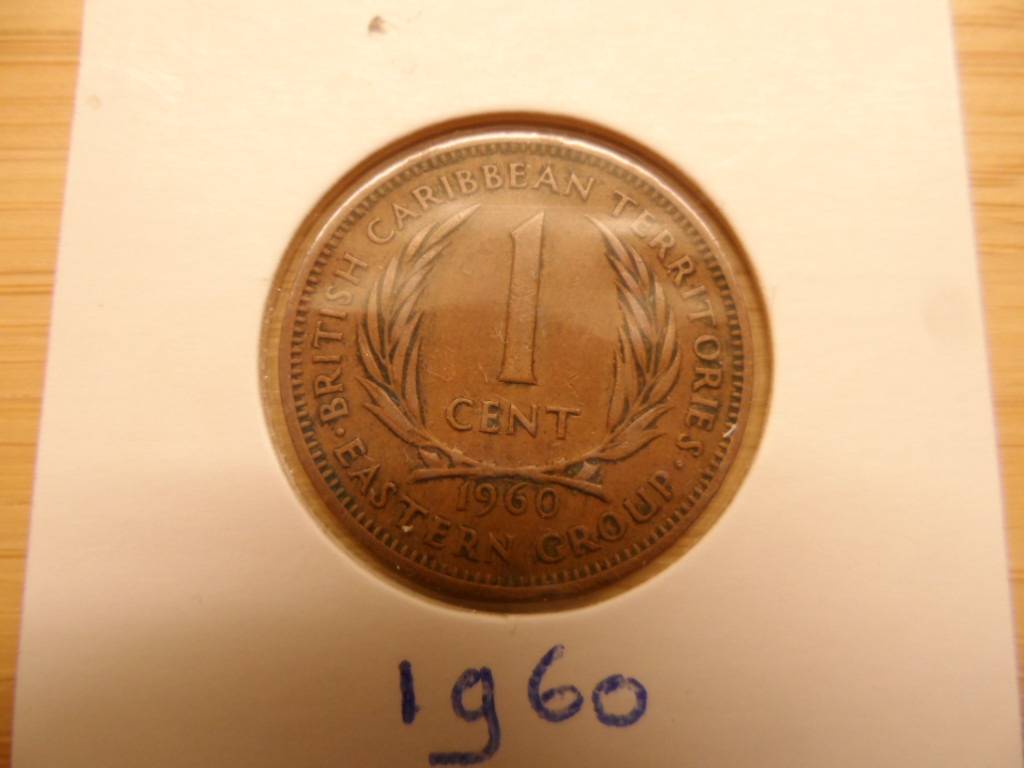 BRITISH CARIBBEAN TERRITORIES
1
CENT
1960
EASTERN GROUP
1960